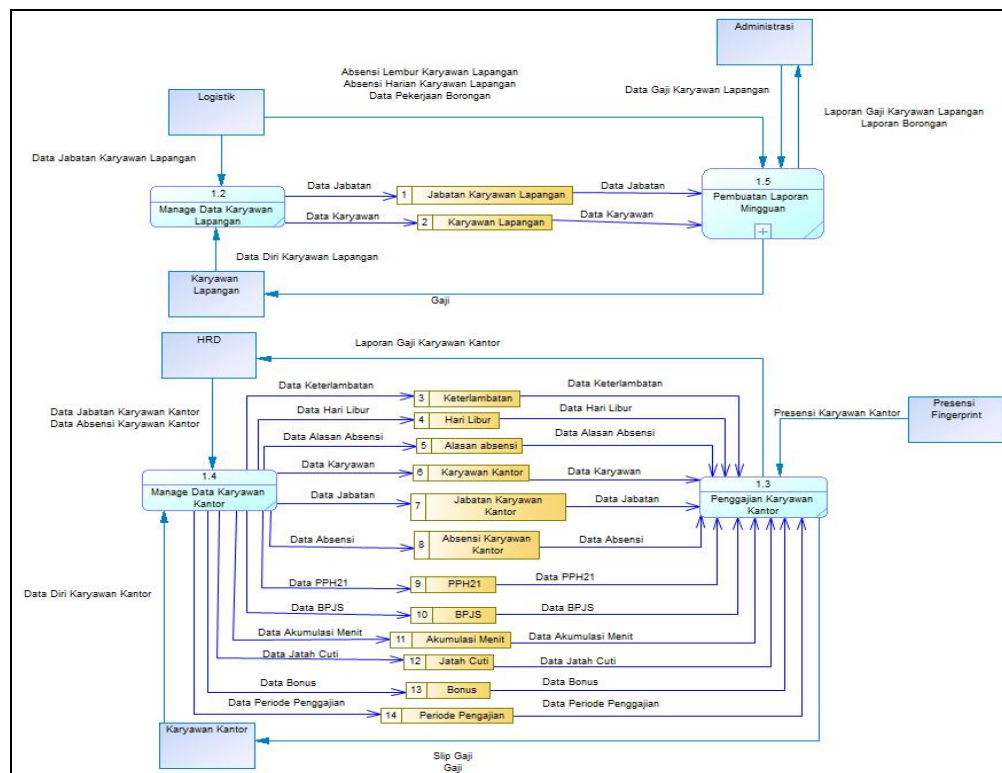 Administrasi
Absensi Lembur Karyawan Lapangan
Absensi Harian Karyawan Lapangan
Data Pekerjaan Borongan
Logistik
Data Gaji Karyawan Lapangan
Laporan Gaji Karyawan Lapangan
Laporan Borongan
Data Jabatan Karyawan Lapangan
1.2
Manage Data Karyawan
Lapangan
Data Jabatan
1
Jabatan Karyawan Lapangan
Data Jabatan
Data Karyawan
2
Karyawan Lapangan
Data Karyawan
1.5
Pembuatan Laporan
Mingguan
Data Diri Karyawan Lapangan
Karyawan
Lapangan
Gaji
HRD
Laporan Gaji Karyawan Kantor
Data Jabatan Karyawan Kantor
Data Absensi Karyawan Kantor
Data Keterlambatan
3
Keterlambatan
Data Keterlambatan
Data Hari Libur
4
Hari Libur
Data Hari Libur
Presensi Karyawan Kantor
Presensi
Fingerprint
Data Alasan Absensi
5
Alasan absensi
Data Alasan Absensi
1.4
Manage Data Karyawan
Kantor
Data Karyawan
6
Karyawan Kantor
Data Karyawan
1.3
Penggajian Karyawan
Kantor
Data Jabatan
7
Jabatan Karyawan
Kantor
Data Jabatan
Data Absensi
8
Absensi Karyawan
Kantor
Data Absensi
Data Diri Karyawan Kantor
Data PPH21
9
PPH21
Data PPH21
Data BPJS
10
BPJS
Data BPJS
Data Akumulasi Menit
11
Akumulasi Menit
Data Akumulasi Menit
Data Jatah Cuti
12
Jatah Cuti
Data Jatah Cuti
Data Bonus
13
Bonus
Data Bonus
Data Periode Penggajian
14
Periode Pengajian
Data Periode Penggajian
Karyawan Kantor
Slip Gaji
Gaji